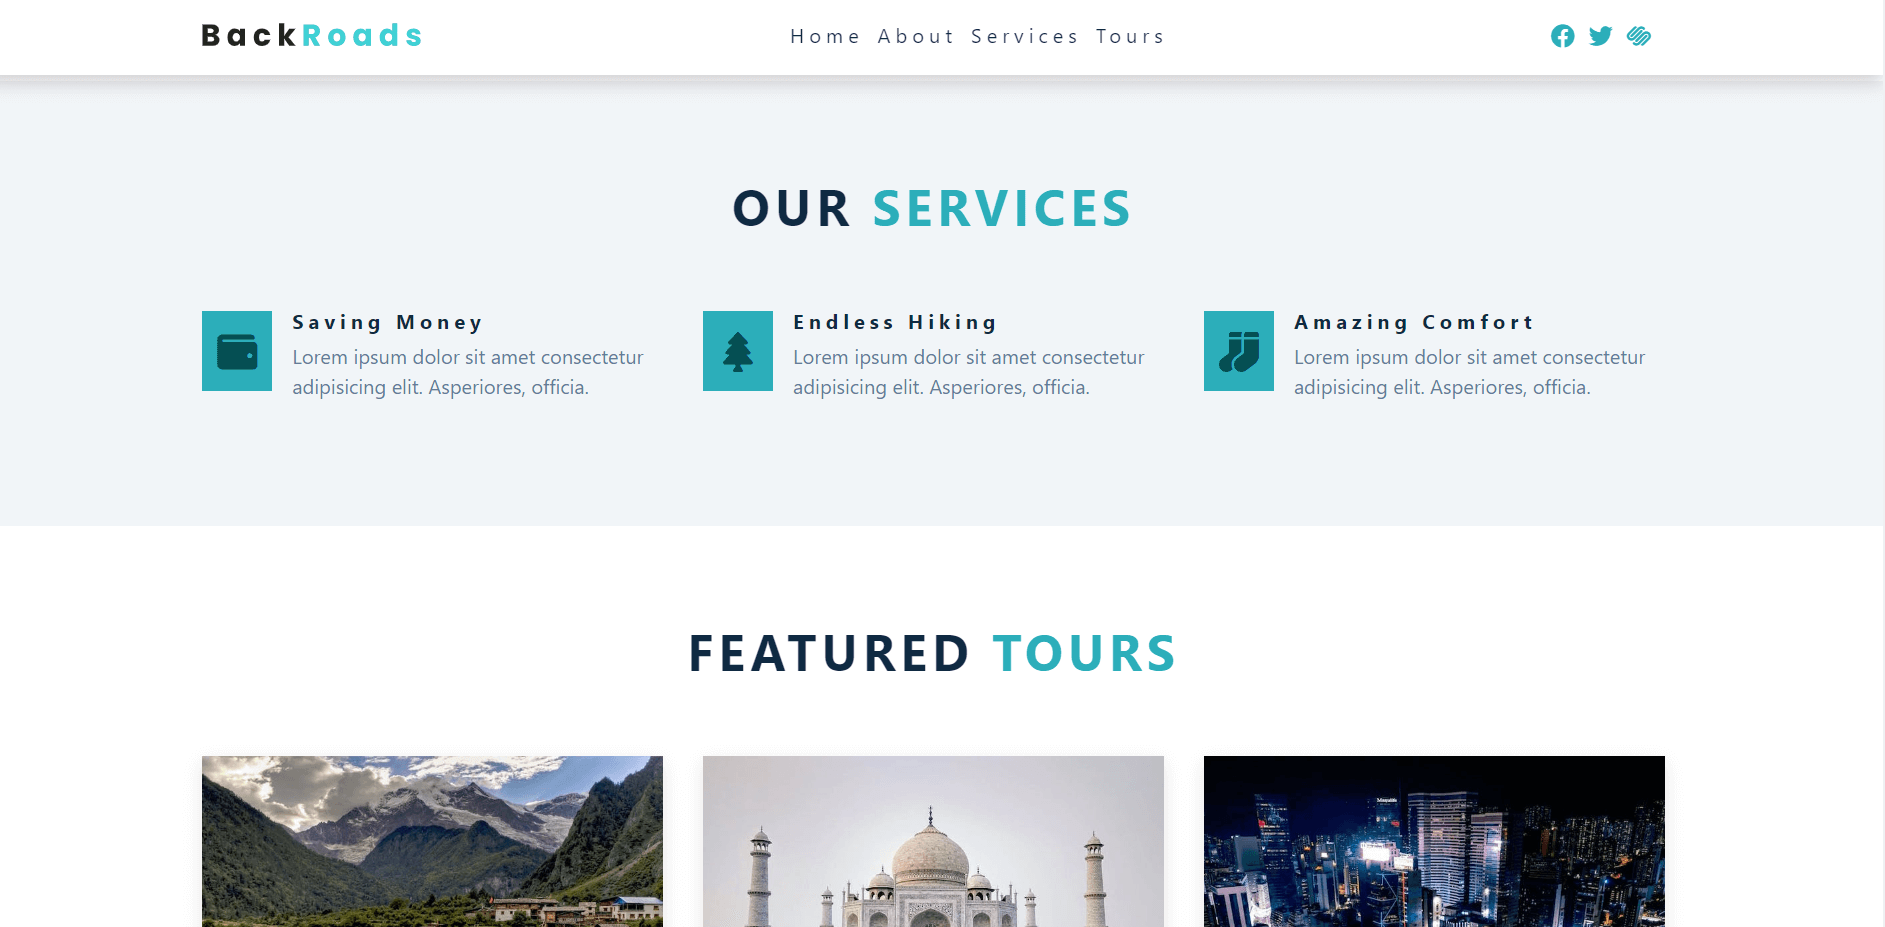 BackRoads
Home About Services Tours
OUR SERVICES
Saving Money
Lorem ipsum dolor sit amet consectetur
adipisicing elit. Asperiores, officia.
Endless Hiking
Lorem ipsum dolor sit amet consectetur
adipisicing elit. Asperiores, officia.
Amazing Comfort
Lorem ipsum dolor sit amet consectetur
adipisicing elit. Asperiores, officia.
FEATURED TOURS